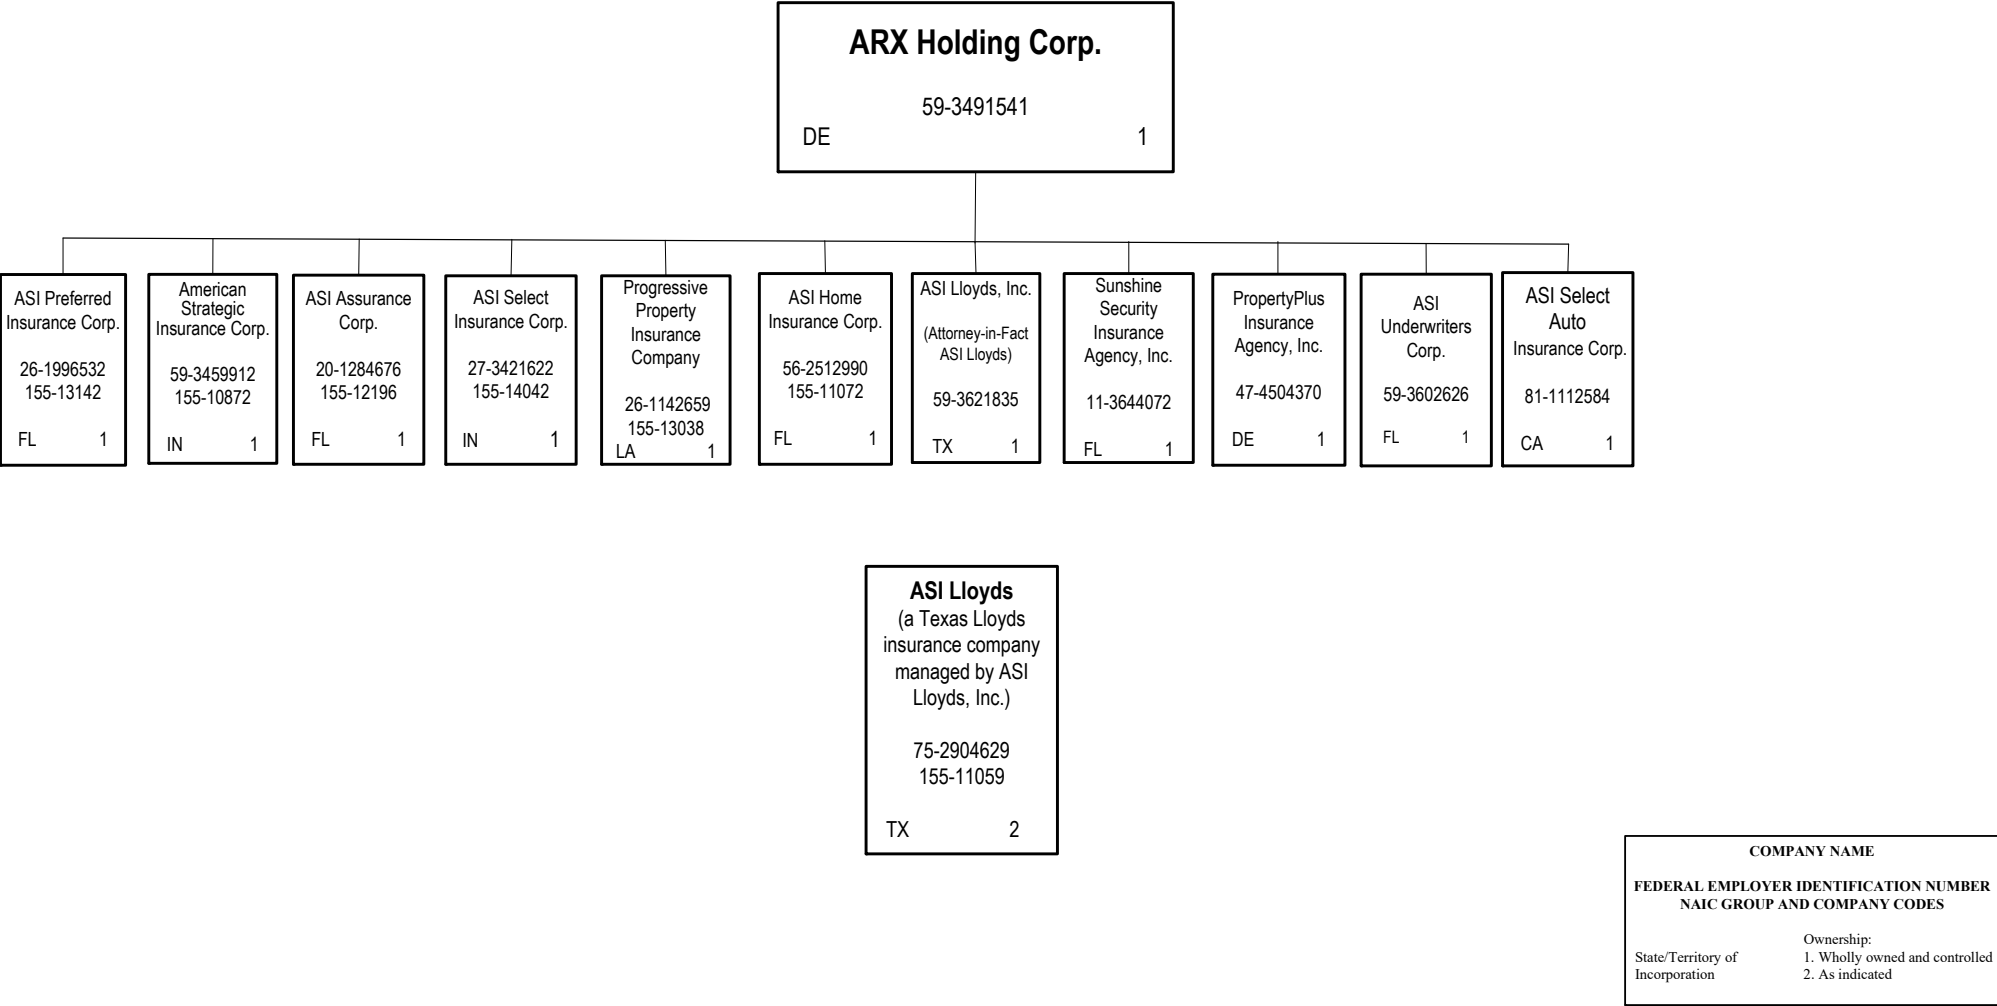 ARX Holding Corp.
59-3491541
DE 1
ASI Preferred
Insurance Corp.
26-1996532
155-13142
FL 1
American
Strategic
Insurance Corp.
59-3459912
155-10872
IN 1
ASI Assurance
Corp.
20-1284676
155-12196
FL 1
ASI Select
Insurance Corp.
27-3421622
155-14042
IN 1
Progressive
Property
Insurance
Company
26-1142659
155-13038
LA 1
ASI Home
Insurance Corp.
56-2512990
155-11072
FL 1
ASI Lloyds, Inc.
(Attorney-in-Fact
ASI Lloyds)
59-3621835
TX 1
Sunshine
Security
Insurance
Agency, Inc.
11-3644072
FL 1
PropertyPlus
Insurance
Agency, Inc.
47-4504370
DE 1
ASI
Underwriters
Corp.
59-3602626
FL 1
ASI Select
Auto
Insurance Corp.
81-1112584
CA 1
ASI Lloyds
(a Texas Lloyds
insurance company
managed by ASI
Lloyds, Inc.)
75-2904629
155-11059
TX 2
COMPANY NAME
FEDERAL EMPLOYER IDENTIFICATION NUMBER
NAIC GROUP AND COMPANY CODES
Ownership:
State/Territory of 1. Wholly owned and controlled
Incorporation 2. As indicated